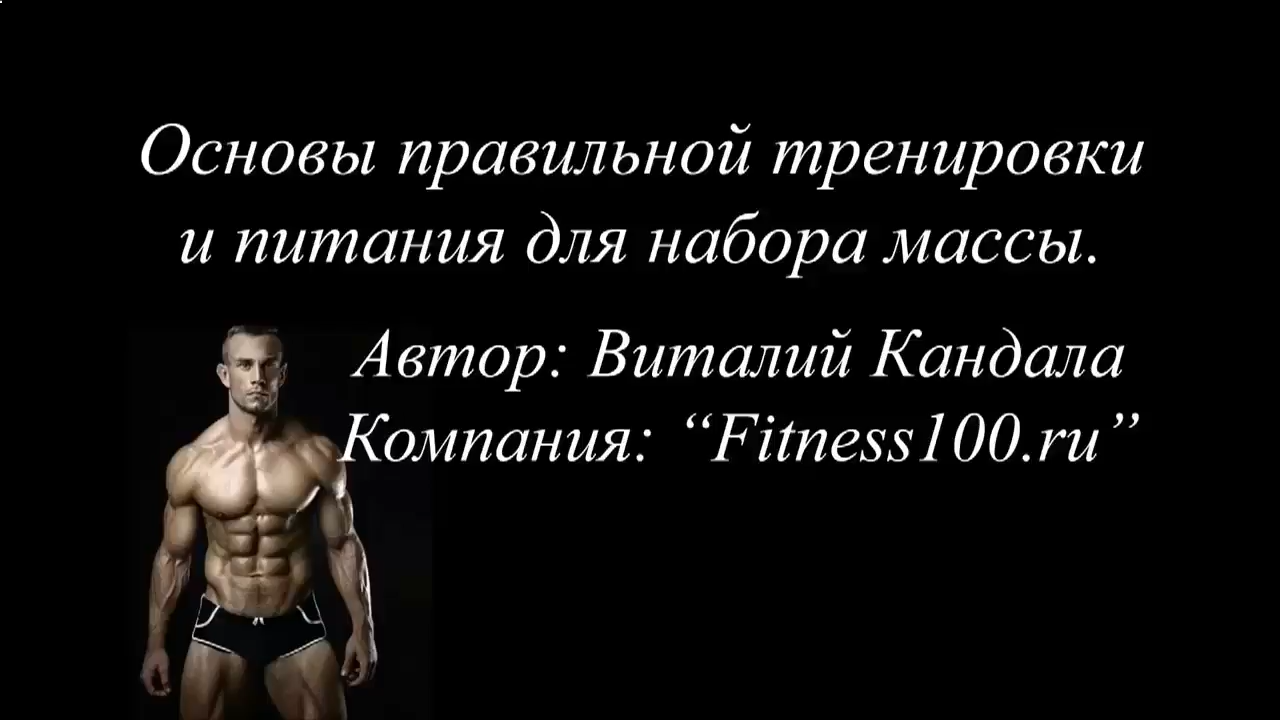 Основы правильной тренировки
и питания для набора массы.
Автор: Виталий Кандала
Компания: “Fitness100.ru”